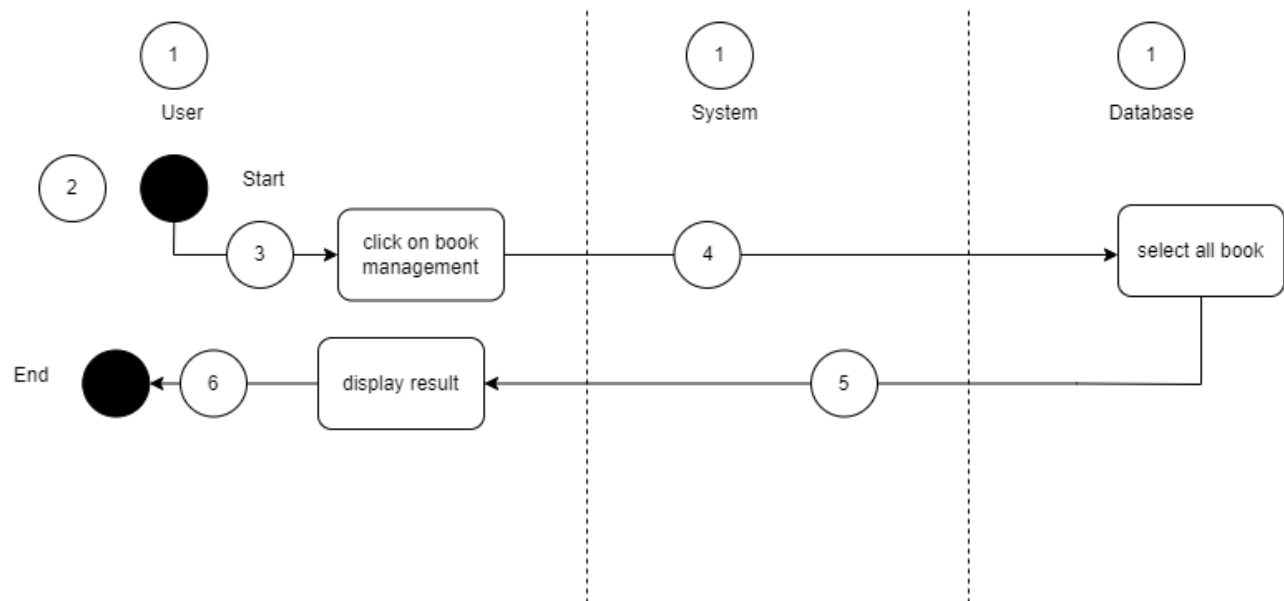 1
1
1
User
System
Database
2
Start
3
click on book
management
4
select all book
End
6
display result
5